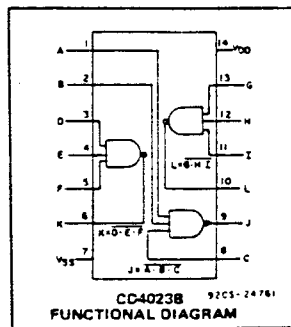 A 1
14 VDD
B 2
13 G
D 3
12 H
E 4
11 I
L=G·H·I
F 5
10 L
K 6
9 J
K=D·E·F
VSS 7
8 C
J=A·B·C
CD4023B 92CS-24761
FUNCTIONAL DIAGRAM